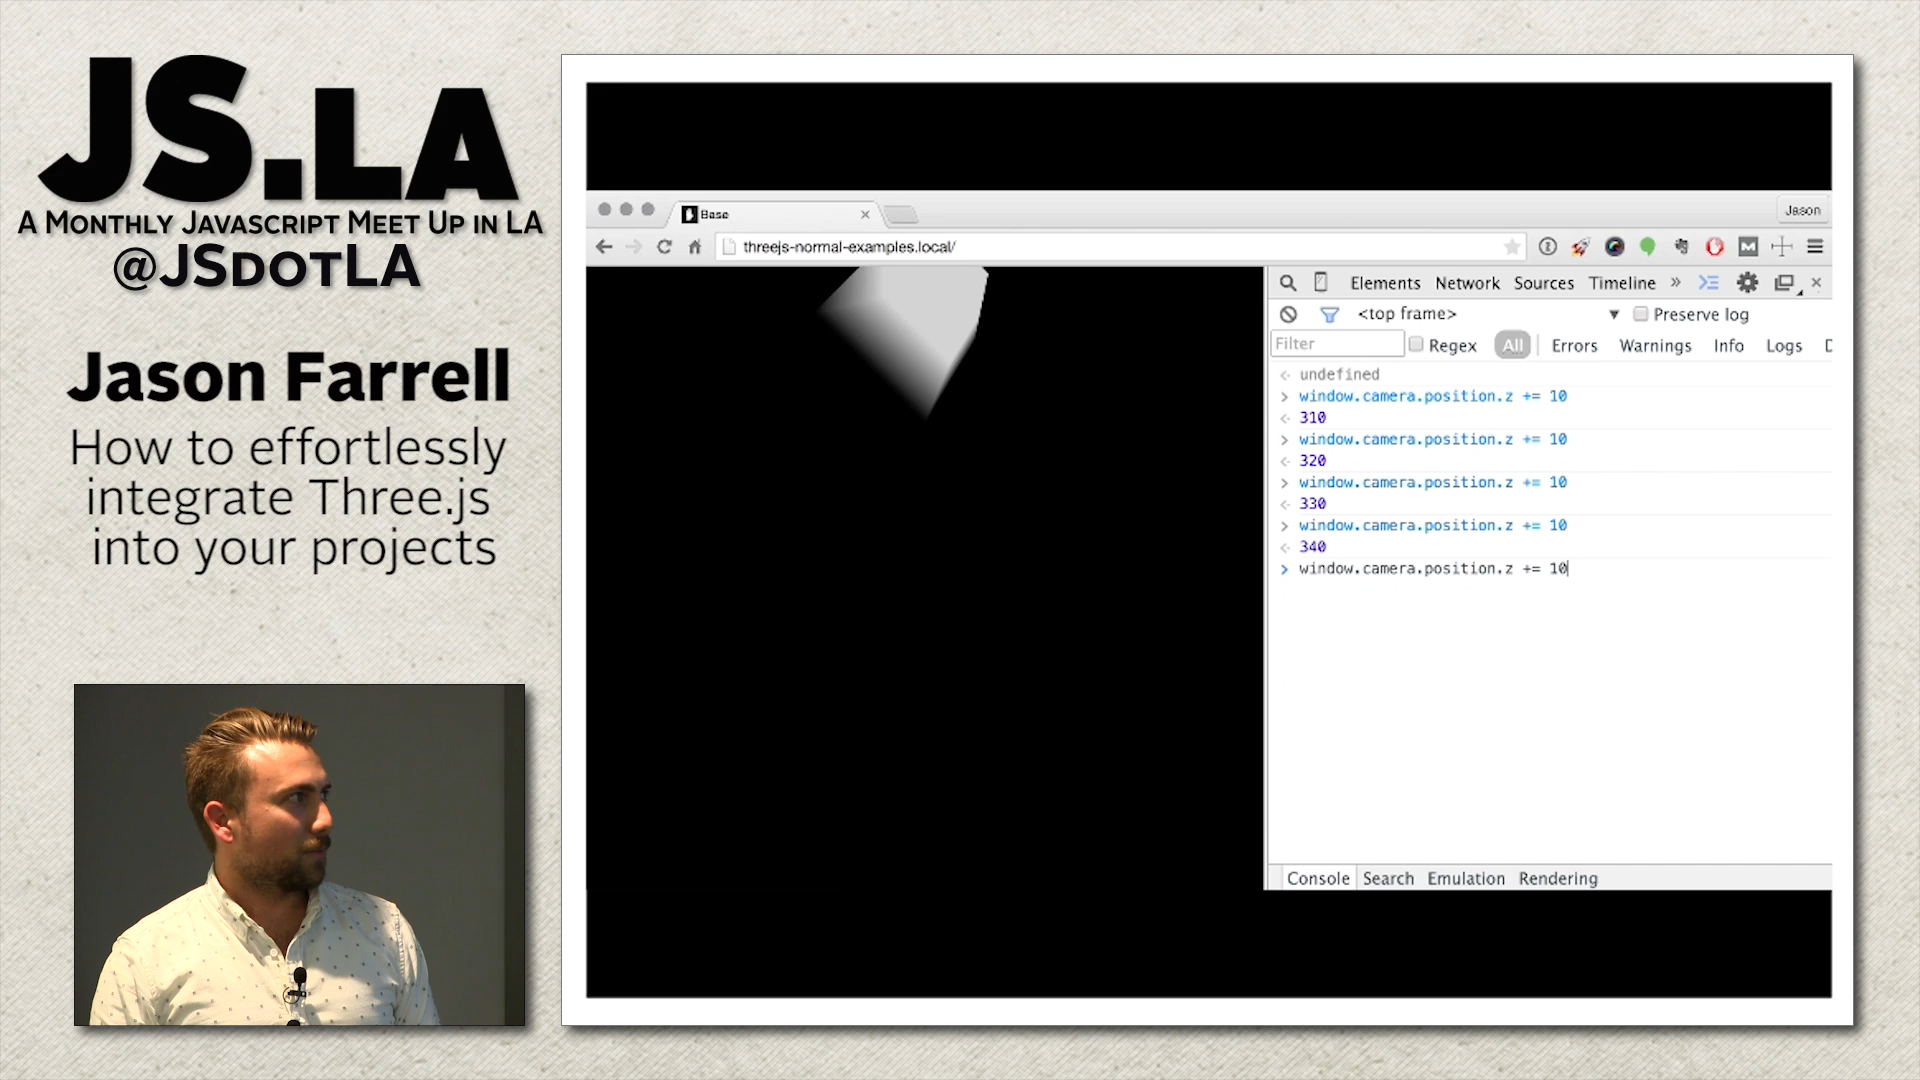 JS.LA
A Monthly Javascript Meet Up in LA
@JSdotLA
Jason Farrell
How to effortlessly
integrate Three.js
into your projects
Base
Jason
threejs-normal-examples.local/
Elements Network Sources Timeline »
<top frame> Preserve log
Filter Regex All Errors Warnings Info Logs D
undefined
window.camera.position.z += 10
310
window.camera.position.z += 10
320
window.camera.position.z += 10
330
window.camera.position.z += 10
340
> window.camera.position.z += 10
Console Search Emulation Rendering